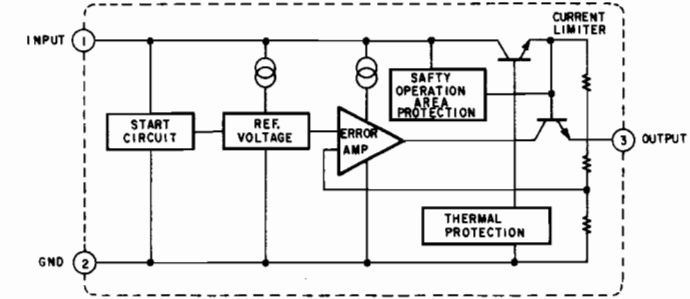 CURRENT
LIMITER
INPUT 1
SAFTY
OPERATION
AREA
PROTECTION
START
CIRCUIT
REF.
VOLTAGE
ERROR
AMP
3 OUTPUT
THERMAL
PROTECTION
GND 2